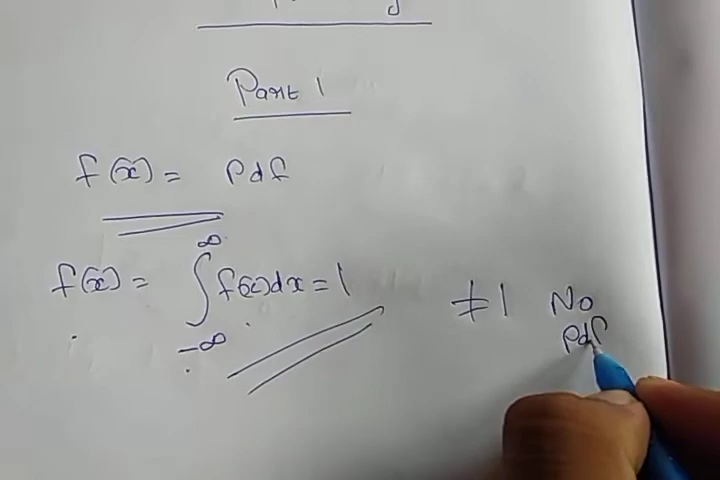 Part 1
f(x) = Pdf
f(x) = ∫_{-∞}^{∞} f(x)dx = 1 ≠ 1 No
Pdf